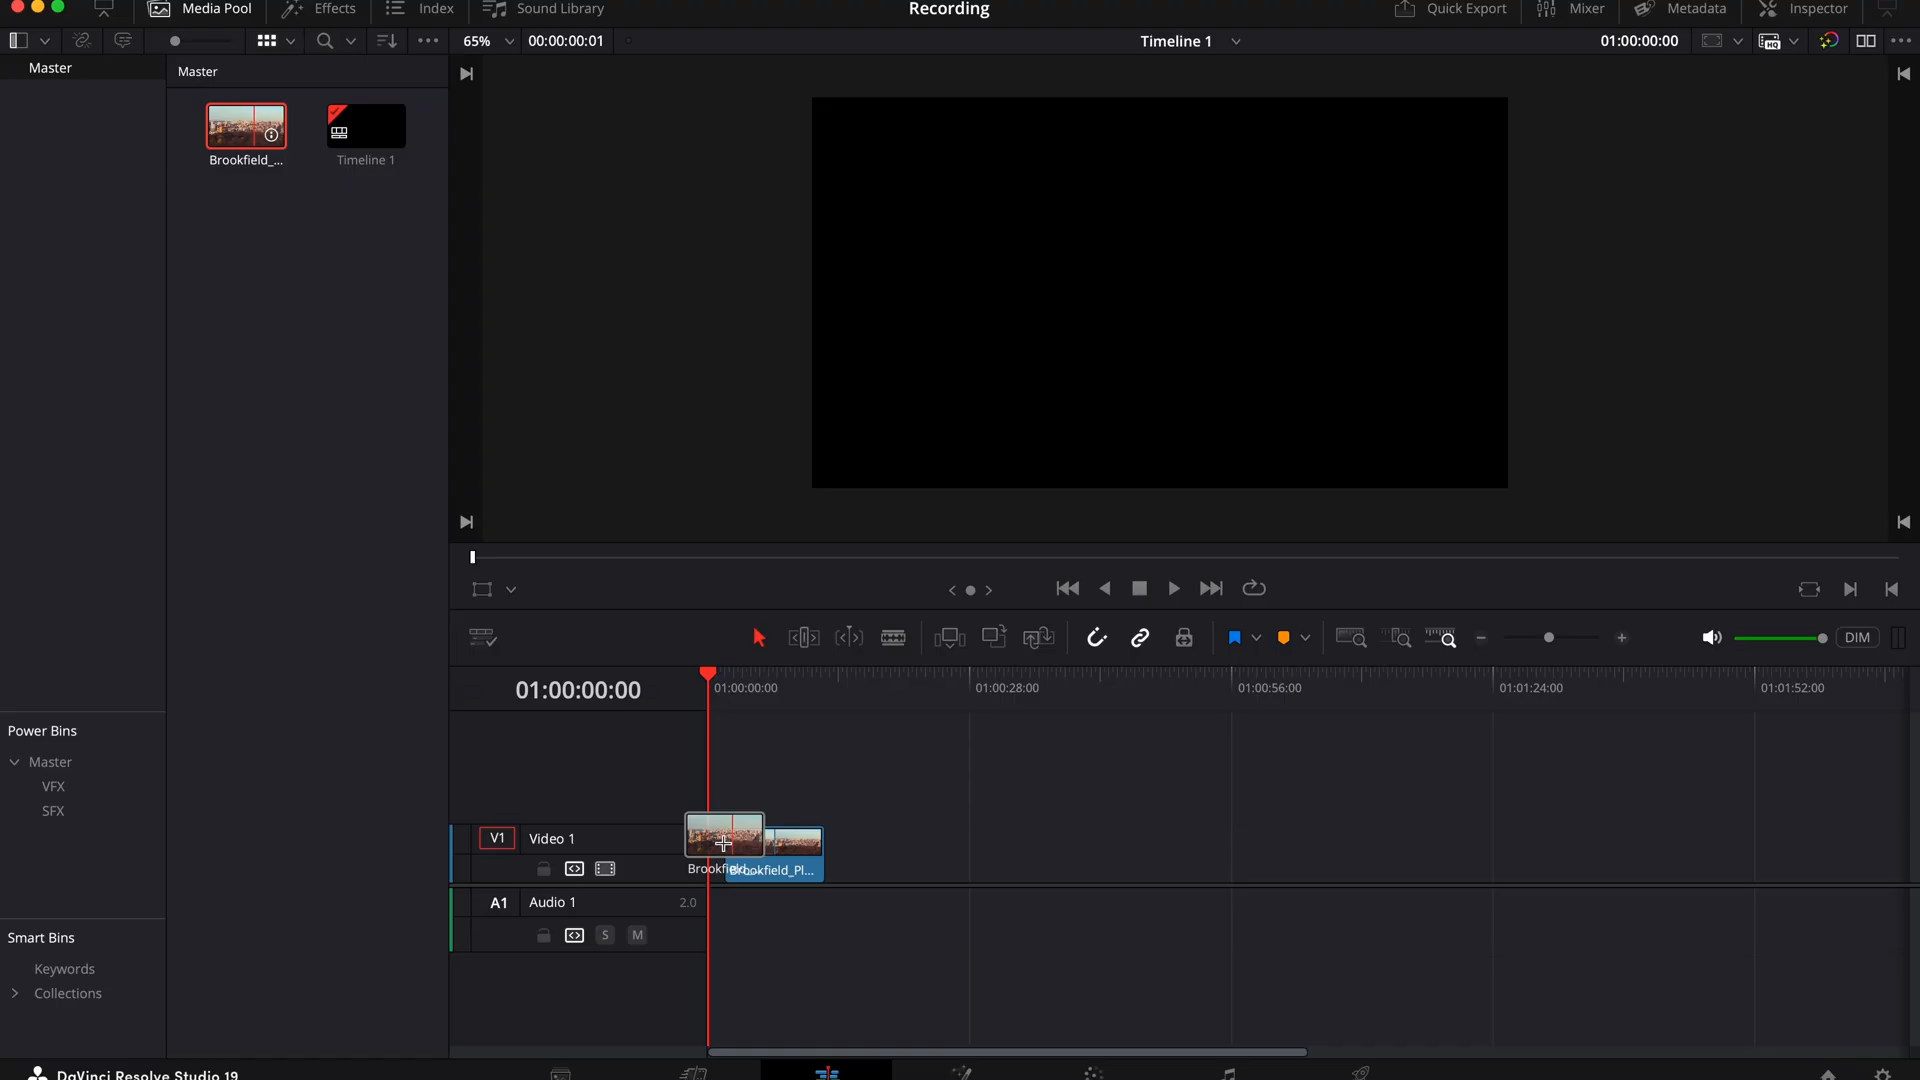 Media Pool
Effects
Index
Sound Library
Recording
Quick Export
Mixer
Metadata
Inspector
65%
00:00:00:01
Timeline 1
01:00:00:00
HQ
Master
Master
Brookfield_...
Timeline 1
DIM
01:00:00:00
01:00:00:00
01:00:28:00
01:00:56:00
01:01:24:00
01:01:52:00
Power Bins
Master
VFX
SFX
V1
Video 1
Brookfield_Pl...
A1
Audio 1
2.0
S
M
Smart Bins
Keywords
Collections
DaVinci Resolve Studio 19